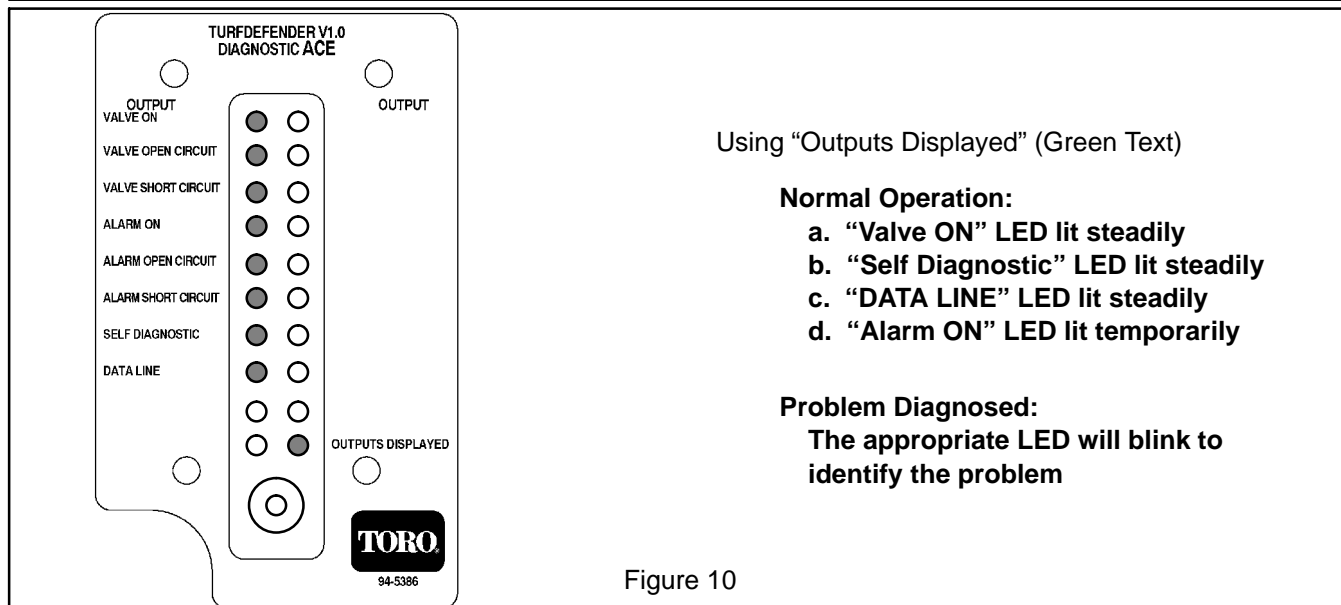 TURFDEFENDER V1.0
DIAGNOSTIC ACE
OUTPUT
OUTPUT
VALVE ON
VALVE OPEN CIRCUIT
VALVE SHORT CIRCUIT
ALARM ON
ALARM OPEN CIRCUIT
ALARM SHORT CIRCUIT
SELF DIAGNOSTIC
DATA LINE
OUTPUTS DISPLAYED
TORO®
94-5386
Using “Outputs Displayed” (Green Text)
Normal Operation:
a. “Valve ON” LED lit steadily
b. “Self Diagnostic” LED lit steadily
c. “DATA LINE” LED lit steadily
d. “Alarm ON” LED lit temporarily
Problem Diagnosed:
The appropriate LED will blink to
identify the problem
Figure 10